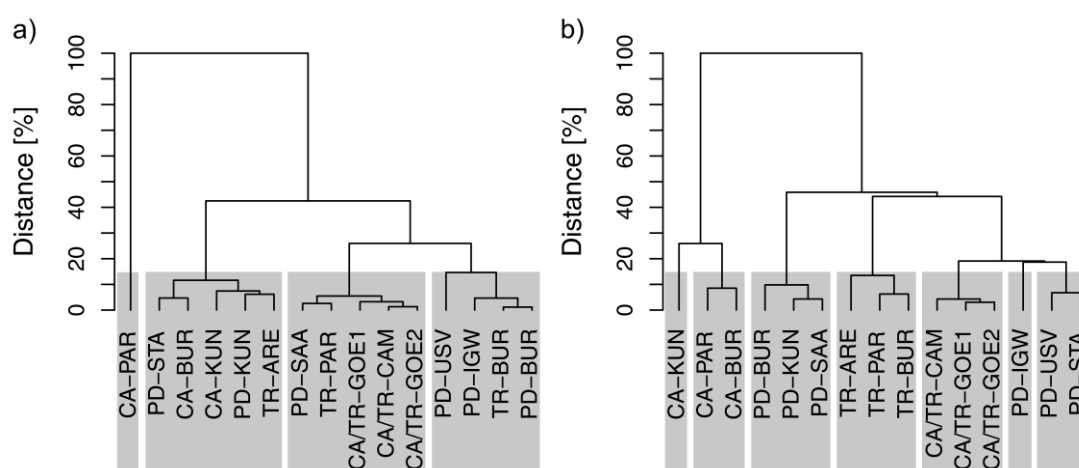 a)
Distance [%]
100
80
60
40
20
0
CA−PAR
PD−STA
CA−BUR
CA−KUN
PD−KUN
TR−ARE
PD−SAA
TR−PAR
CA/TR−GOE1
CA/TR−CAM
CA/TR−GOE2
PD−USV
PD−IGW
TR−BUR
PD−BUR
b)
Distance [%]
100
80
60
40
20
0
CA−KUN
CA−PAR
CA−BUR
PD−BUR
PD−KUN
PD−SAA
TR−ARE
TR−PAR
TR−BUR
CA/TR−CAM
CA/TR−GOE1
CA/TR−GOE2
PD−IGW
PD−USV
PD−STA